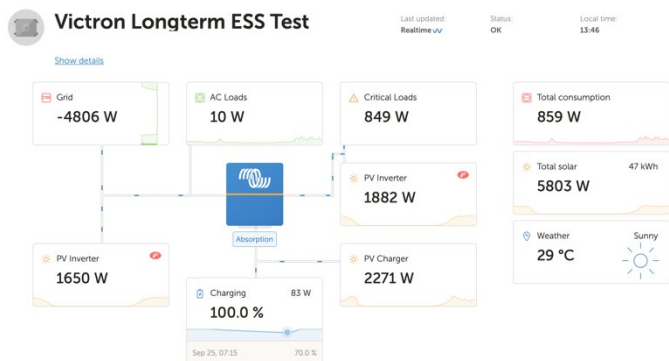 Victron Longterm ESS Test
Last updated:
Realtime
Status:
OK
Local time:
13:46
Show details
Grid
-4806 W
AC Loads
10 W
Critical Loads
849 W
Total consumption
859 W
PV Inverter
1882 W
Total solar
47 kWh
5803 W
Absorption
Weather
Sunny
29 °C
PV Inverter
1650 W
PV Charger
2271 W
Charging
83 W
100.0 %
Sep 25, 07:15
70.0 %